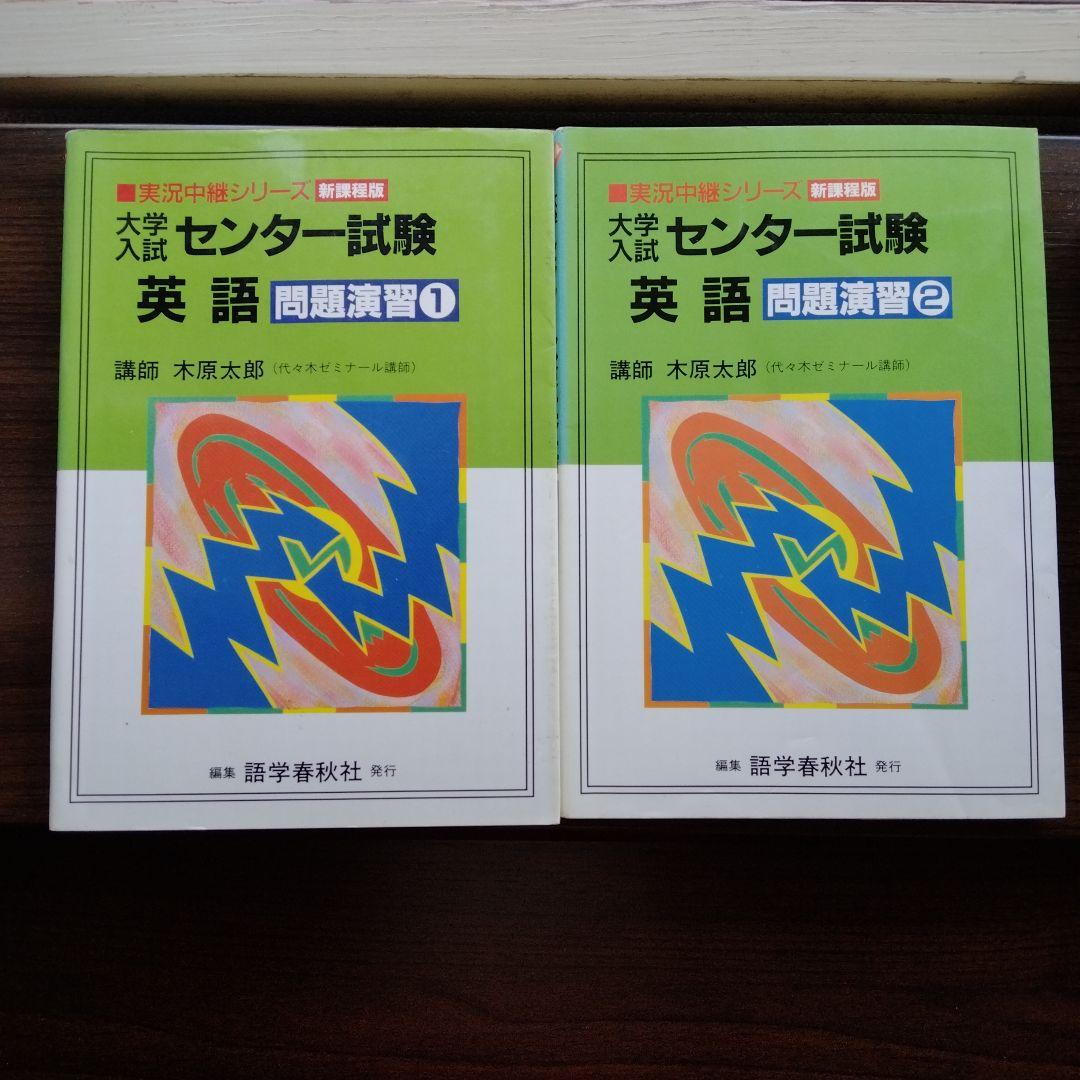 ■実況中継シリーズ 新課程版
大学入試 センター試験
英語 問題演習❶
講師 木原太郎(代々木ゼミナール講師)
編集 語学春秋社 発行
■実況中継シリーズ 新課程版
大学入試 センター試験
英語 問題演習❷
講師 木原太郎(代々木ゼミナール講師)
編集 語学春秋社 発行